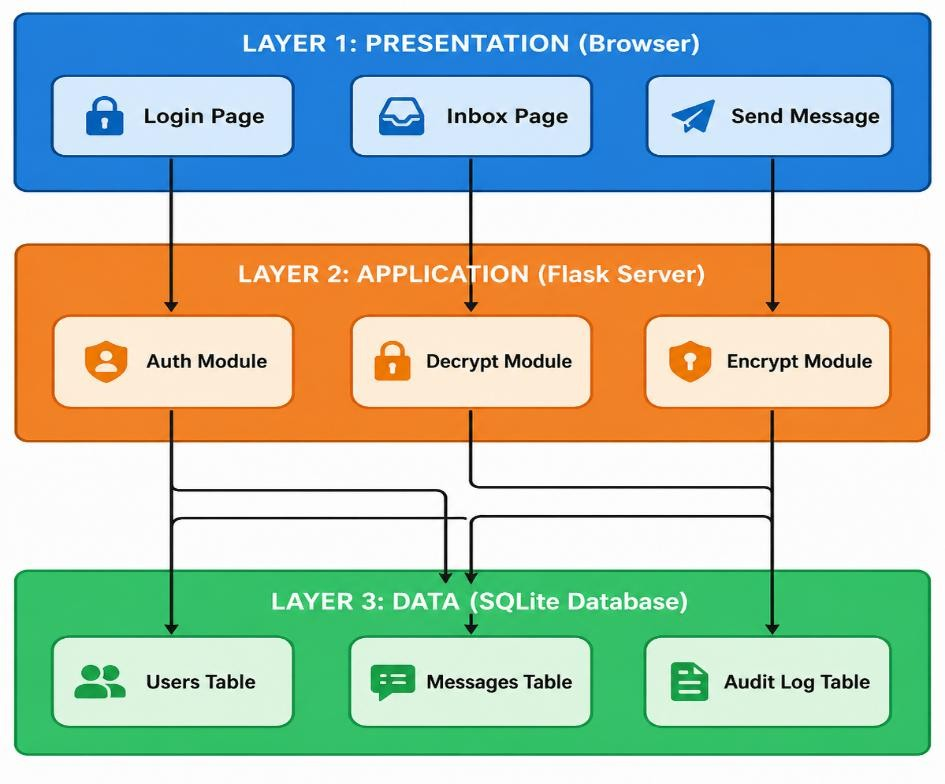 LAYER 1: PRESENTATION (Browser)
Login Page
Inbox Page
Send Message
LAYER 2: APPLICATION (Flask Server)
Auth Module
Decrypt Module
Encrypt Module
LAYER 3: DATA (SQLite Database)
Users Table
Messages Table
Audit Log Table